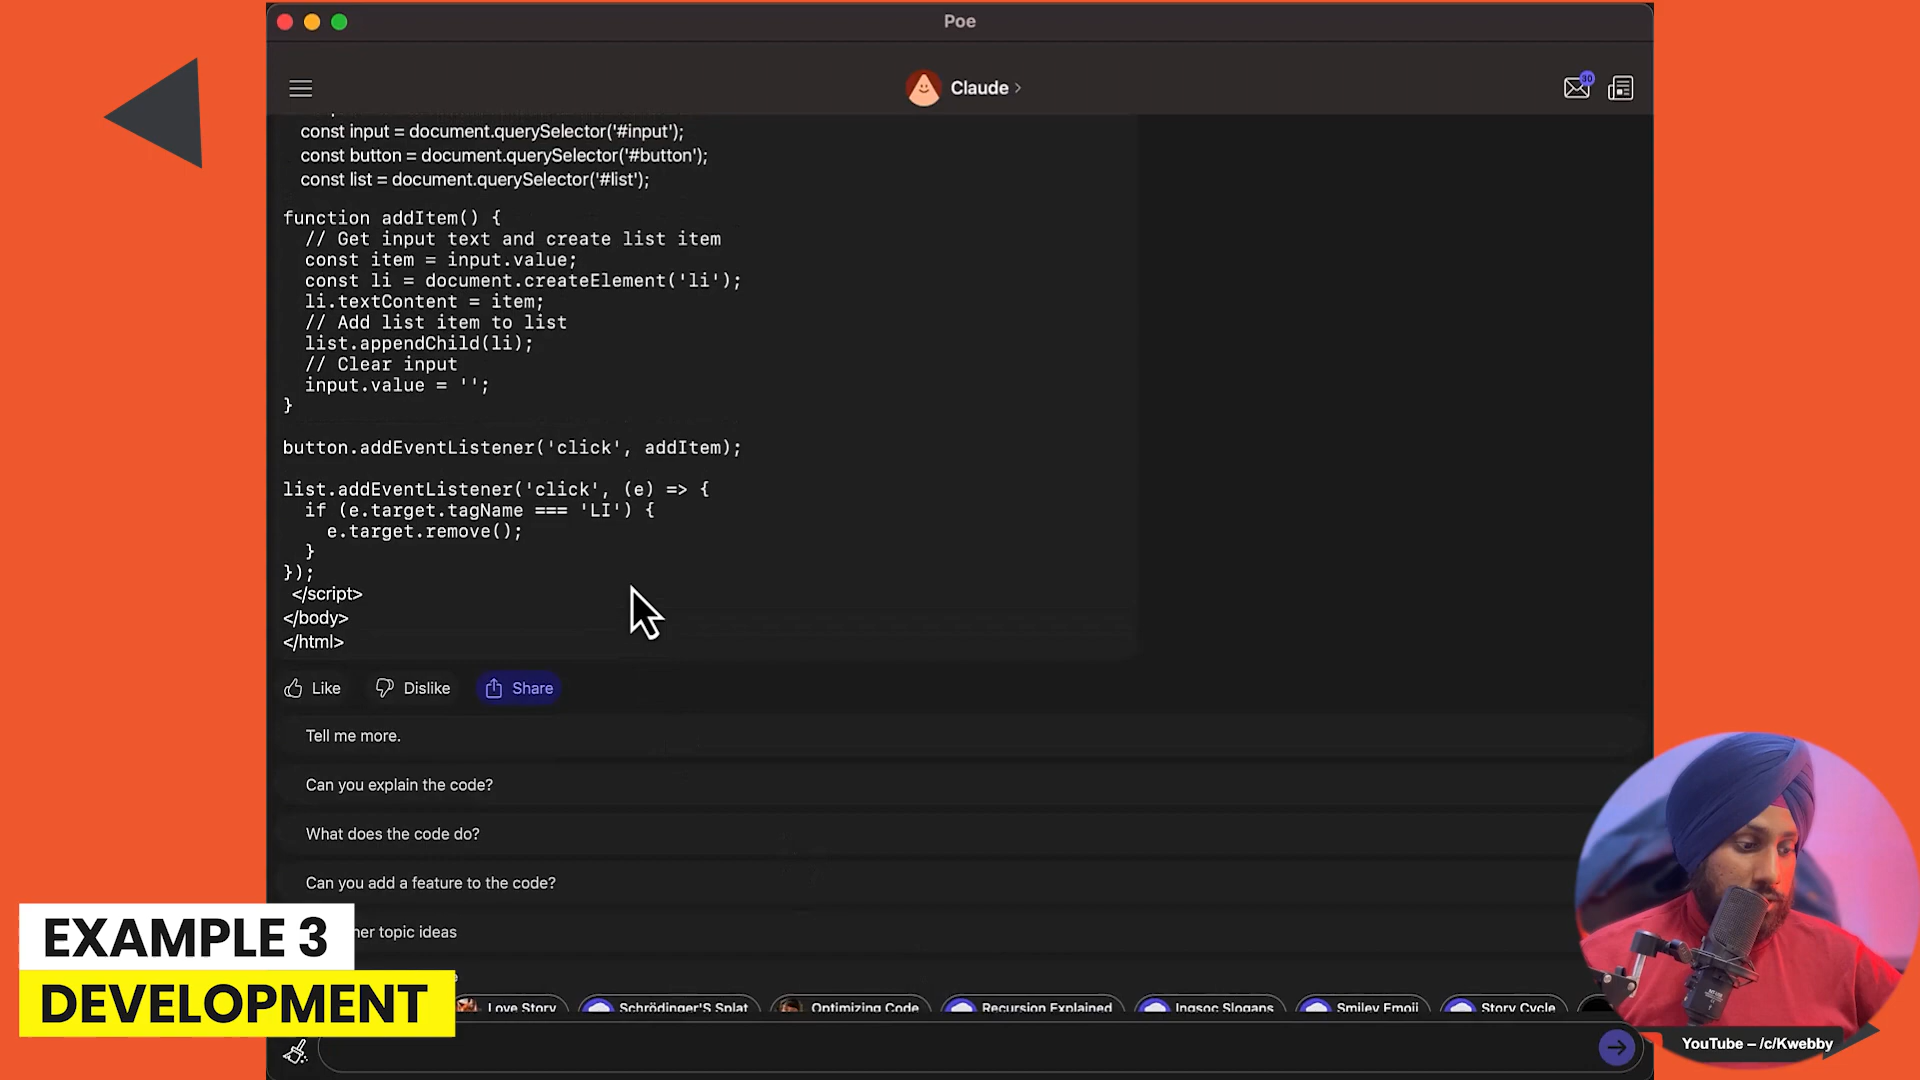 Poe
Claude
30
const input = document.querySelector('#input');
const button = document.querySelector('#button');
const list = document.querySelector('#list');
function addItem() {
// Get input text and create list item
const item = input.value;
const li = document.createElement('li');
li.textContent = item;
// Add list item to list
list.appendChild(li);
// Clear input
input.value = '';
}
button.addEventListener('click', addItem);
list.addEventListener('click', (e) => {
if (e.target.tagName === 'LI') {
e.target.remove();
}
});
</script>
</body>
</html>
Like Dislike Share
Tell me more.
Can you explain the code?
What does the code do?
Can you add a feature to the code?
topic ideas
EXAMPLE 3
DEVELOPMENT
Love Story Schrödinger'S Splat Optimizing Code Recursion Explained Ingsoc Slogans Smiley Emoji Story Cycle
YouTube – /c/Kwebby